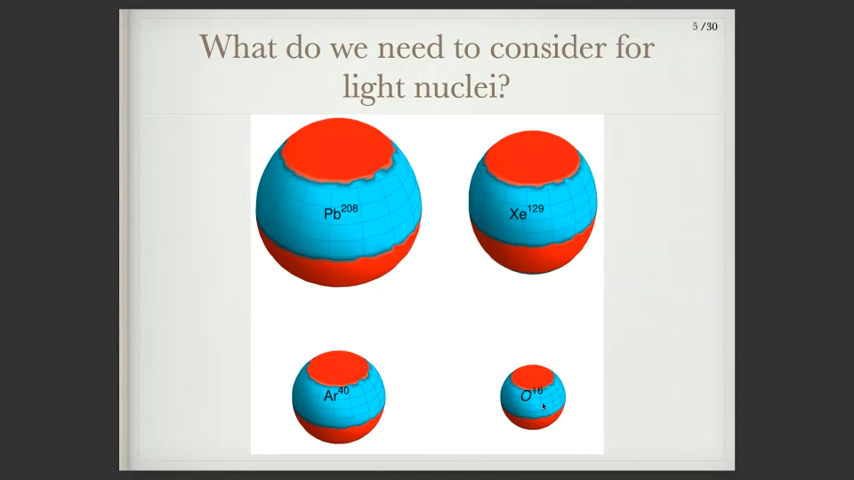 5 /30
What do we need to consider for
light nuclei?
Pb²⁰⁸
Xe¹²⁹
Ar⁴⁰
O¹⁶